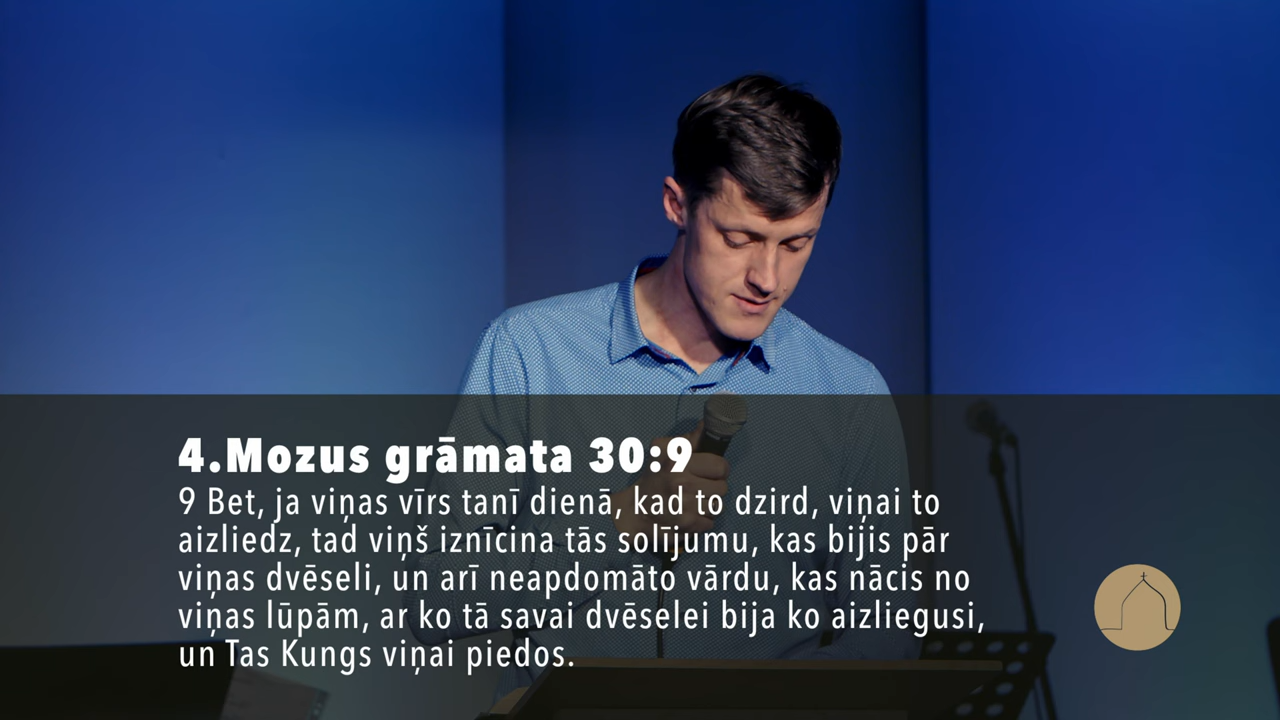 4.Mozus grāmata 30:9
9 Bet, ja viņas vīrs tanī dienā, kad to dzird, viņai to
aizliedz, tad viņš iznīcina tās solījumu, kas bijis pār
viņas dvēseli, un arī neapdomāto vārdu, kas nācis no
viņas lūpām, ar ko tā savai dvēselei bija ko aizliegusi,
un Tas Kungs viņai piedos.